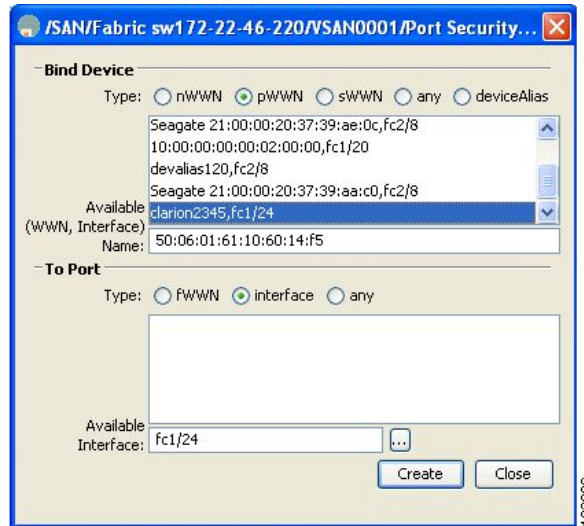 /SAN/Fabric sw172-22-46-220/VSAN0001/Port Security...
Bind Device
Type: nWWN pWWN sWWN any deviceAlias
Seagate 21:00:00:20:37:39:ae:0c,fc2/8
10:00:00:00:00:02:00:00,fc1/20
devalias120,fc2/8
Seagate 21:00:00:20:37:39:aa:c0,fc2/8
clarion2345,fc1/24
Available
(WWN, Interface)
Name: 50:06:01:61:10:60:14:f5
To Port
Type: fWWN interface any
Available
Interface: fc1/24 ...
Create Close